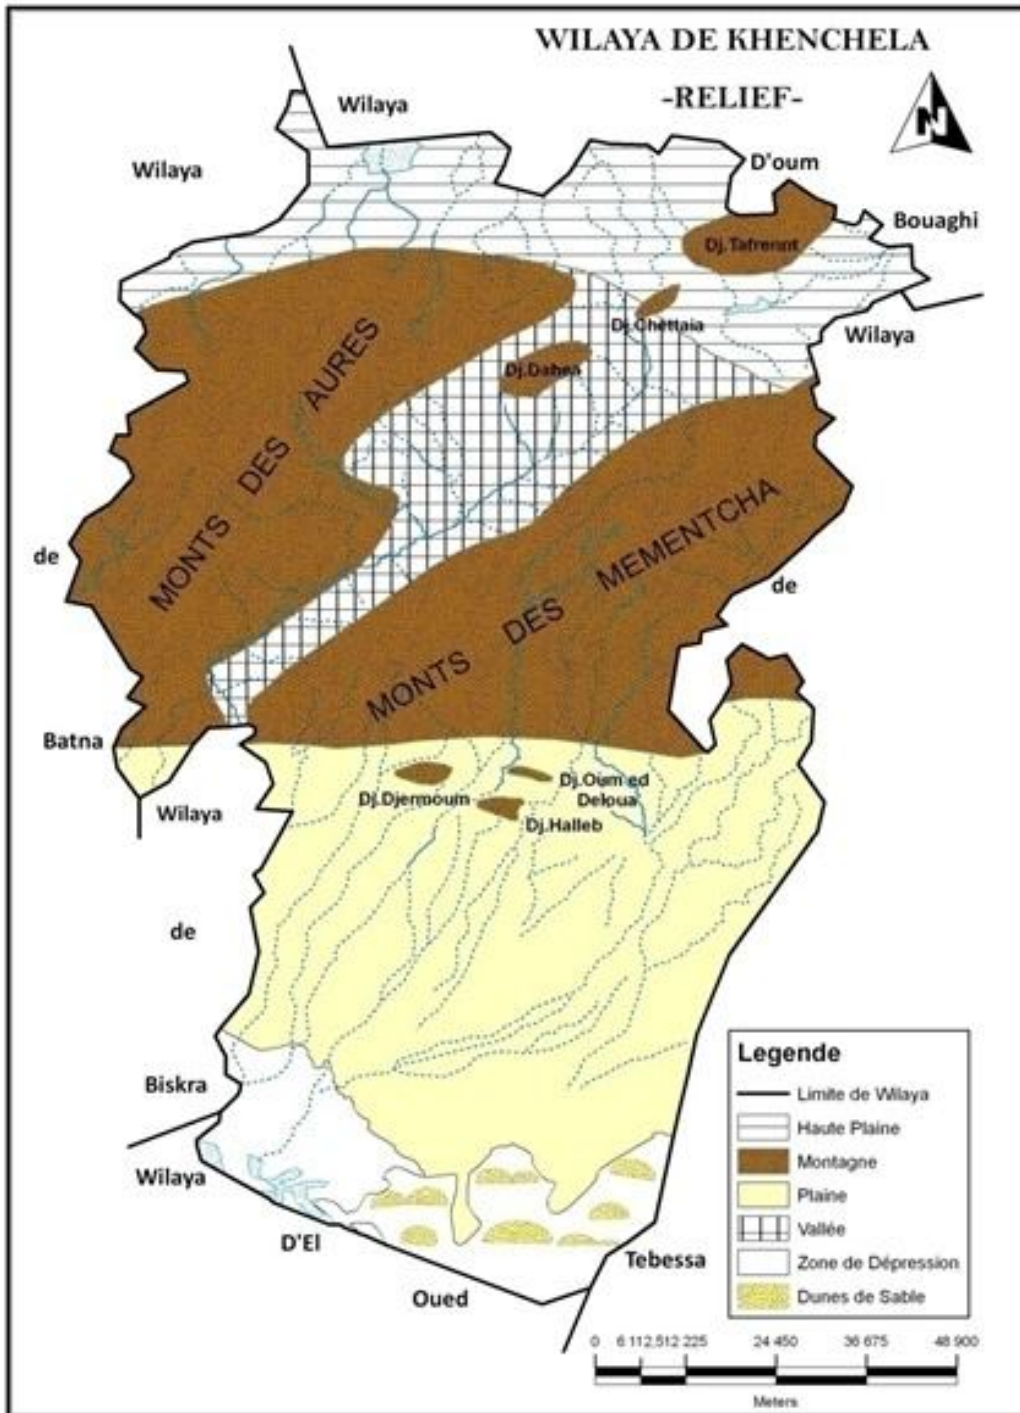 WILAYA DE KHENCHELA
-RELIEF-
N
Wilaya
Wilaya
D'oum
Bouaghi
Dj.Tafrennt
Dj.Chettaia
Wilaya
Dj.Dahea
MONTS DES AURES
MONTS DES MEMENTCHA
de
de
Batna
Wilaya
Dj.Djermoum
Dj.Oum ed
Deloua
Dj.Halleb
de
Biskra
Wilaya
D'El
Oued
Tebessa
Legende
Limite de Wilaya
Haute Plaine
Montagne
Plaine
Vallée
Zone de Dépression
Dunes de Sable
0 6 112,512 225 24 450 36 675 48 900
Meters